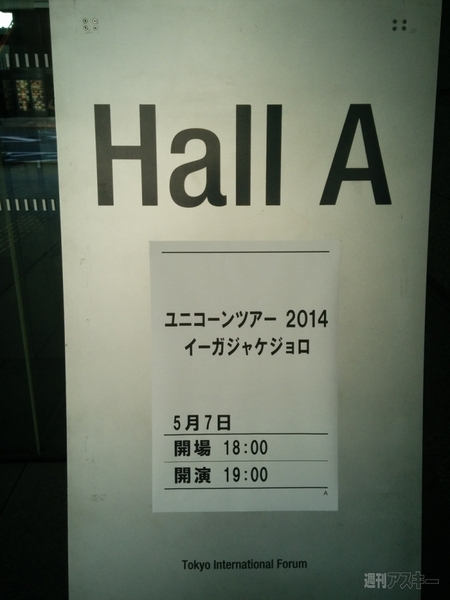 Hall A
ユニコーンツアー 2014
イーガジャケジョロ
5月7日
開場 18:00
開演 19:00
A
Tokyo International Forum
週刊アスキー